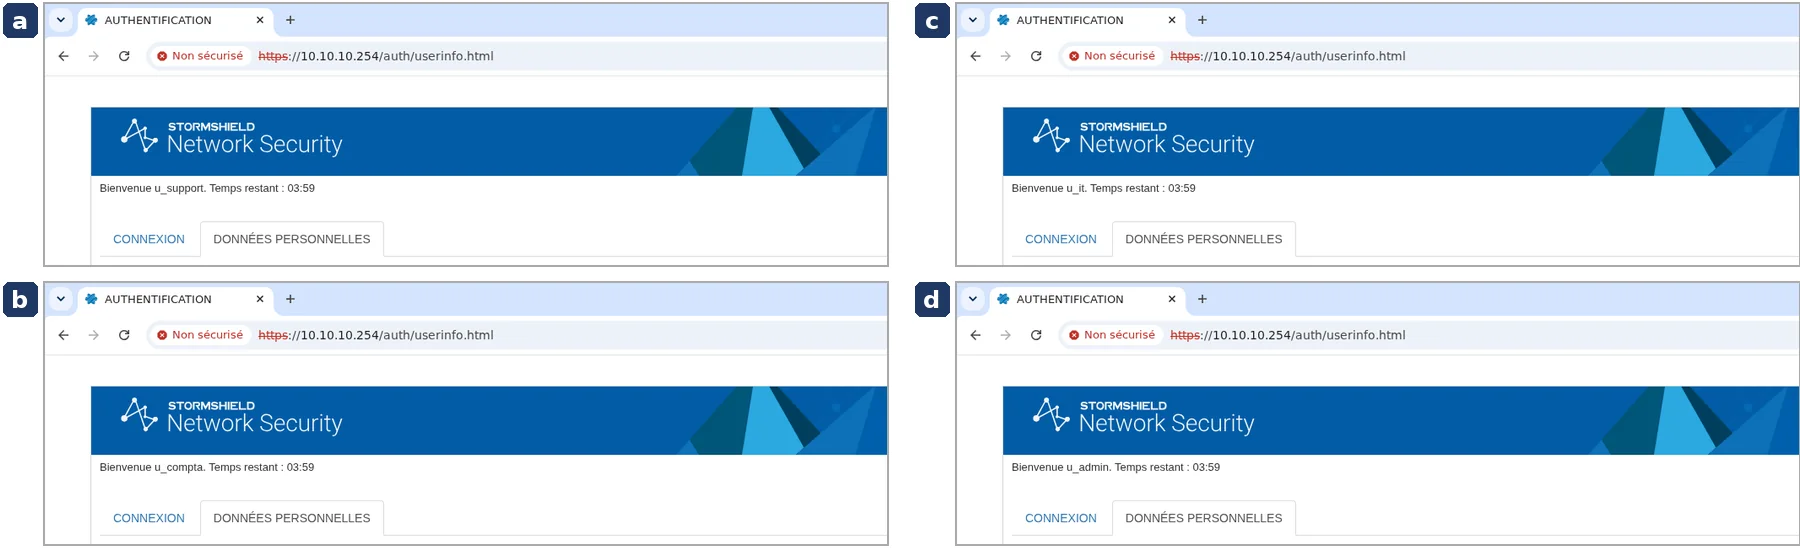 a
AUTHENTIFICATION
Non sécurisé https://10.10.10.254/auth/userinfo.html
STORMSHIELD
Network Security
Bienvenue u_support. Temps restant : 03:59
CONNEXION DONNÉES PERSONNELLES
b
AUTHENTIFICATION
Non sécurisé https://10.10.10.254/auth/userinfo.html
STORMSHIELD
Network Security
Bienvenue u_compta. Temps restant : 03:59
CONNEXION DONNÉES PERSONNELLES
c
AUTHENTIFICATION
Non sécurisé https://10.10.10.254/auth/userinfo.html
STORMSHIELD
Network Security
Bienvenue u_it. Temps restant : 03:59
CONNEXION DONNÉES PERSONNELLES
d
AUTHENTIFICATION
Non sécurisé https://10.10.10.254/auth/userinfo.html
STORMSHIELD
Network Security
Bienvenue u_admin. Temps restant : 03:59
CONNEXION DONNÉES PERSONNELLES